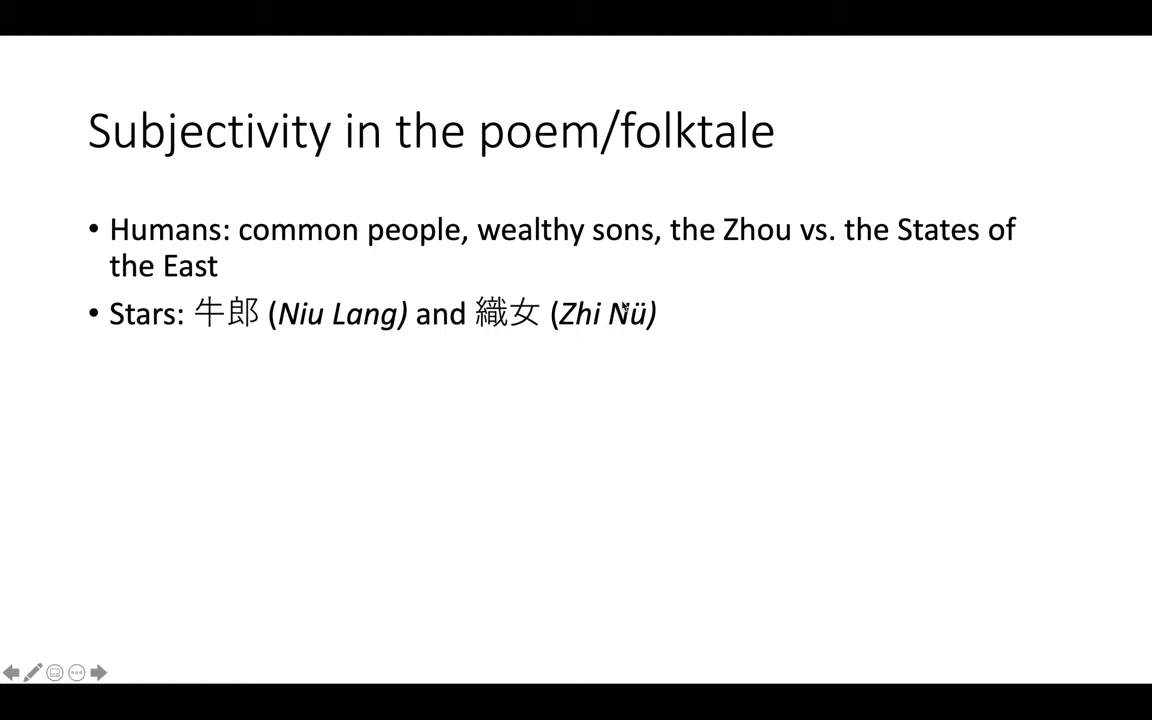 Subjectivity in the poem/folktale
• Humans: common people, wealthy sons, the Zhou vs. the States of
the East
• Stars: 牛郎 (Niu Lang) and 織女 (Zhi Nü)